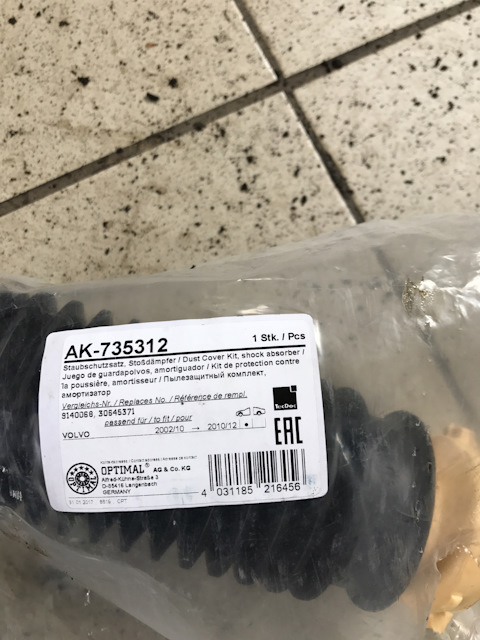 AK-735312
1 Stk. / Pcs
Staubschutzsatz, Stoßdämpfer / Dust Cover Kit, shock absorber /
Juego de guardapolvos, amortiguador / Kit de protection contre
la poussière, amortisseur / Пылезащитный комплект,
амортизатор
Vergleichs-Nr. / Replaces No. / Référence de rempl.
9140068, 30645371
passend für / to fit / pour
VOLVO 2002/10 → 2010/12
TecDoc
EAC
OPTIMAL® AG & Co. KG
Alfred-Kühne-Straße 3
D-85416 Langenbach
GERMANY
4 031185 216456